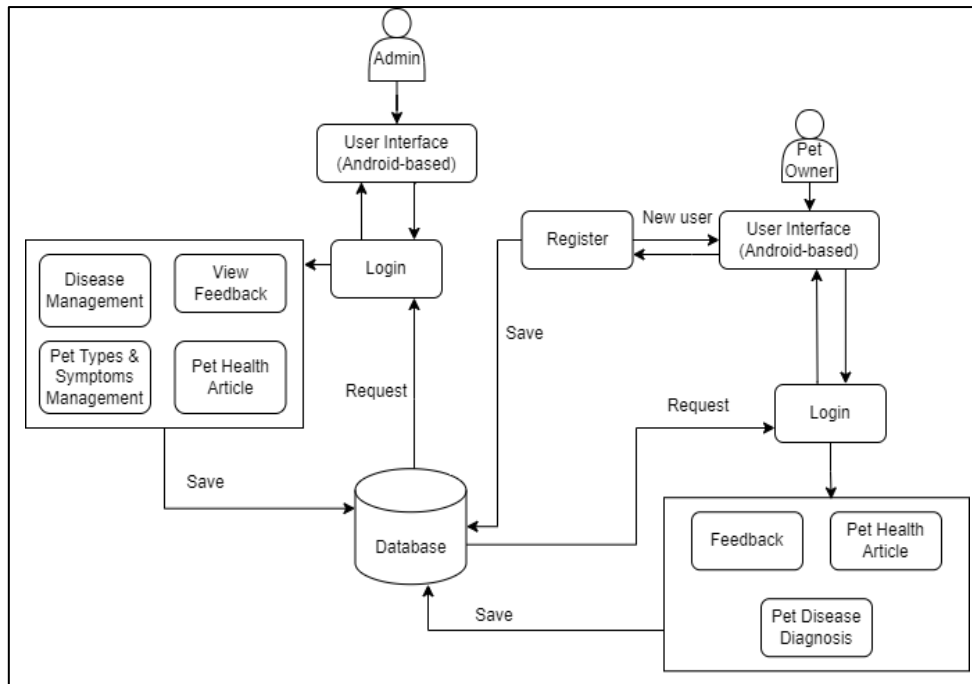 Admin
User Interface
(Android-based)
Pet
Owner
Register
New user
User Interface
(Android-based)
Login
Disease
Management
View
Feedback
Pet Types &
Symptoms
Management
Pet Health
Article
Save
Request
Request
Login
Save
Database
Feedback
Pet Health
Article
Save
Pet Disease
Diagnosis